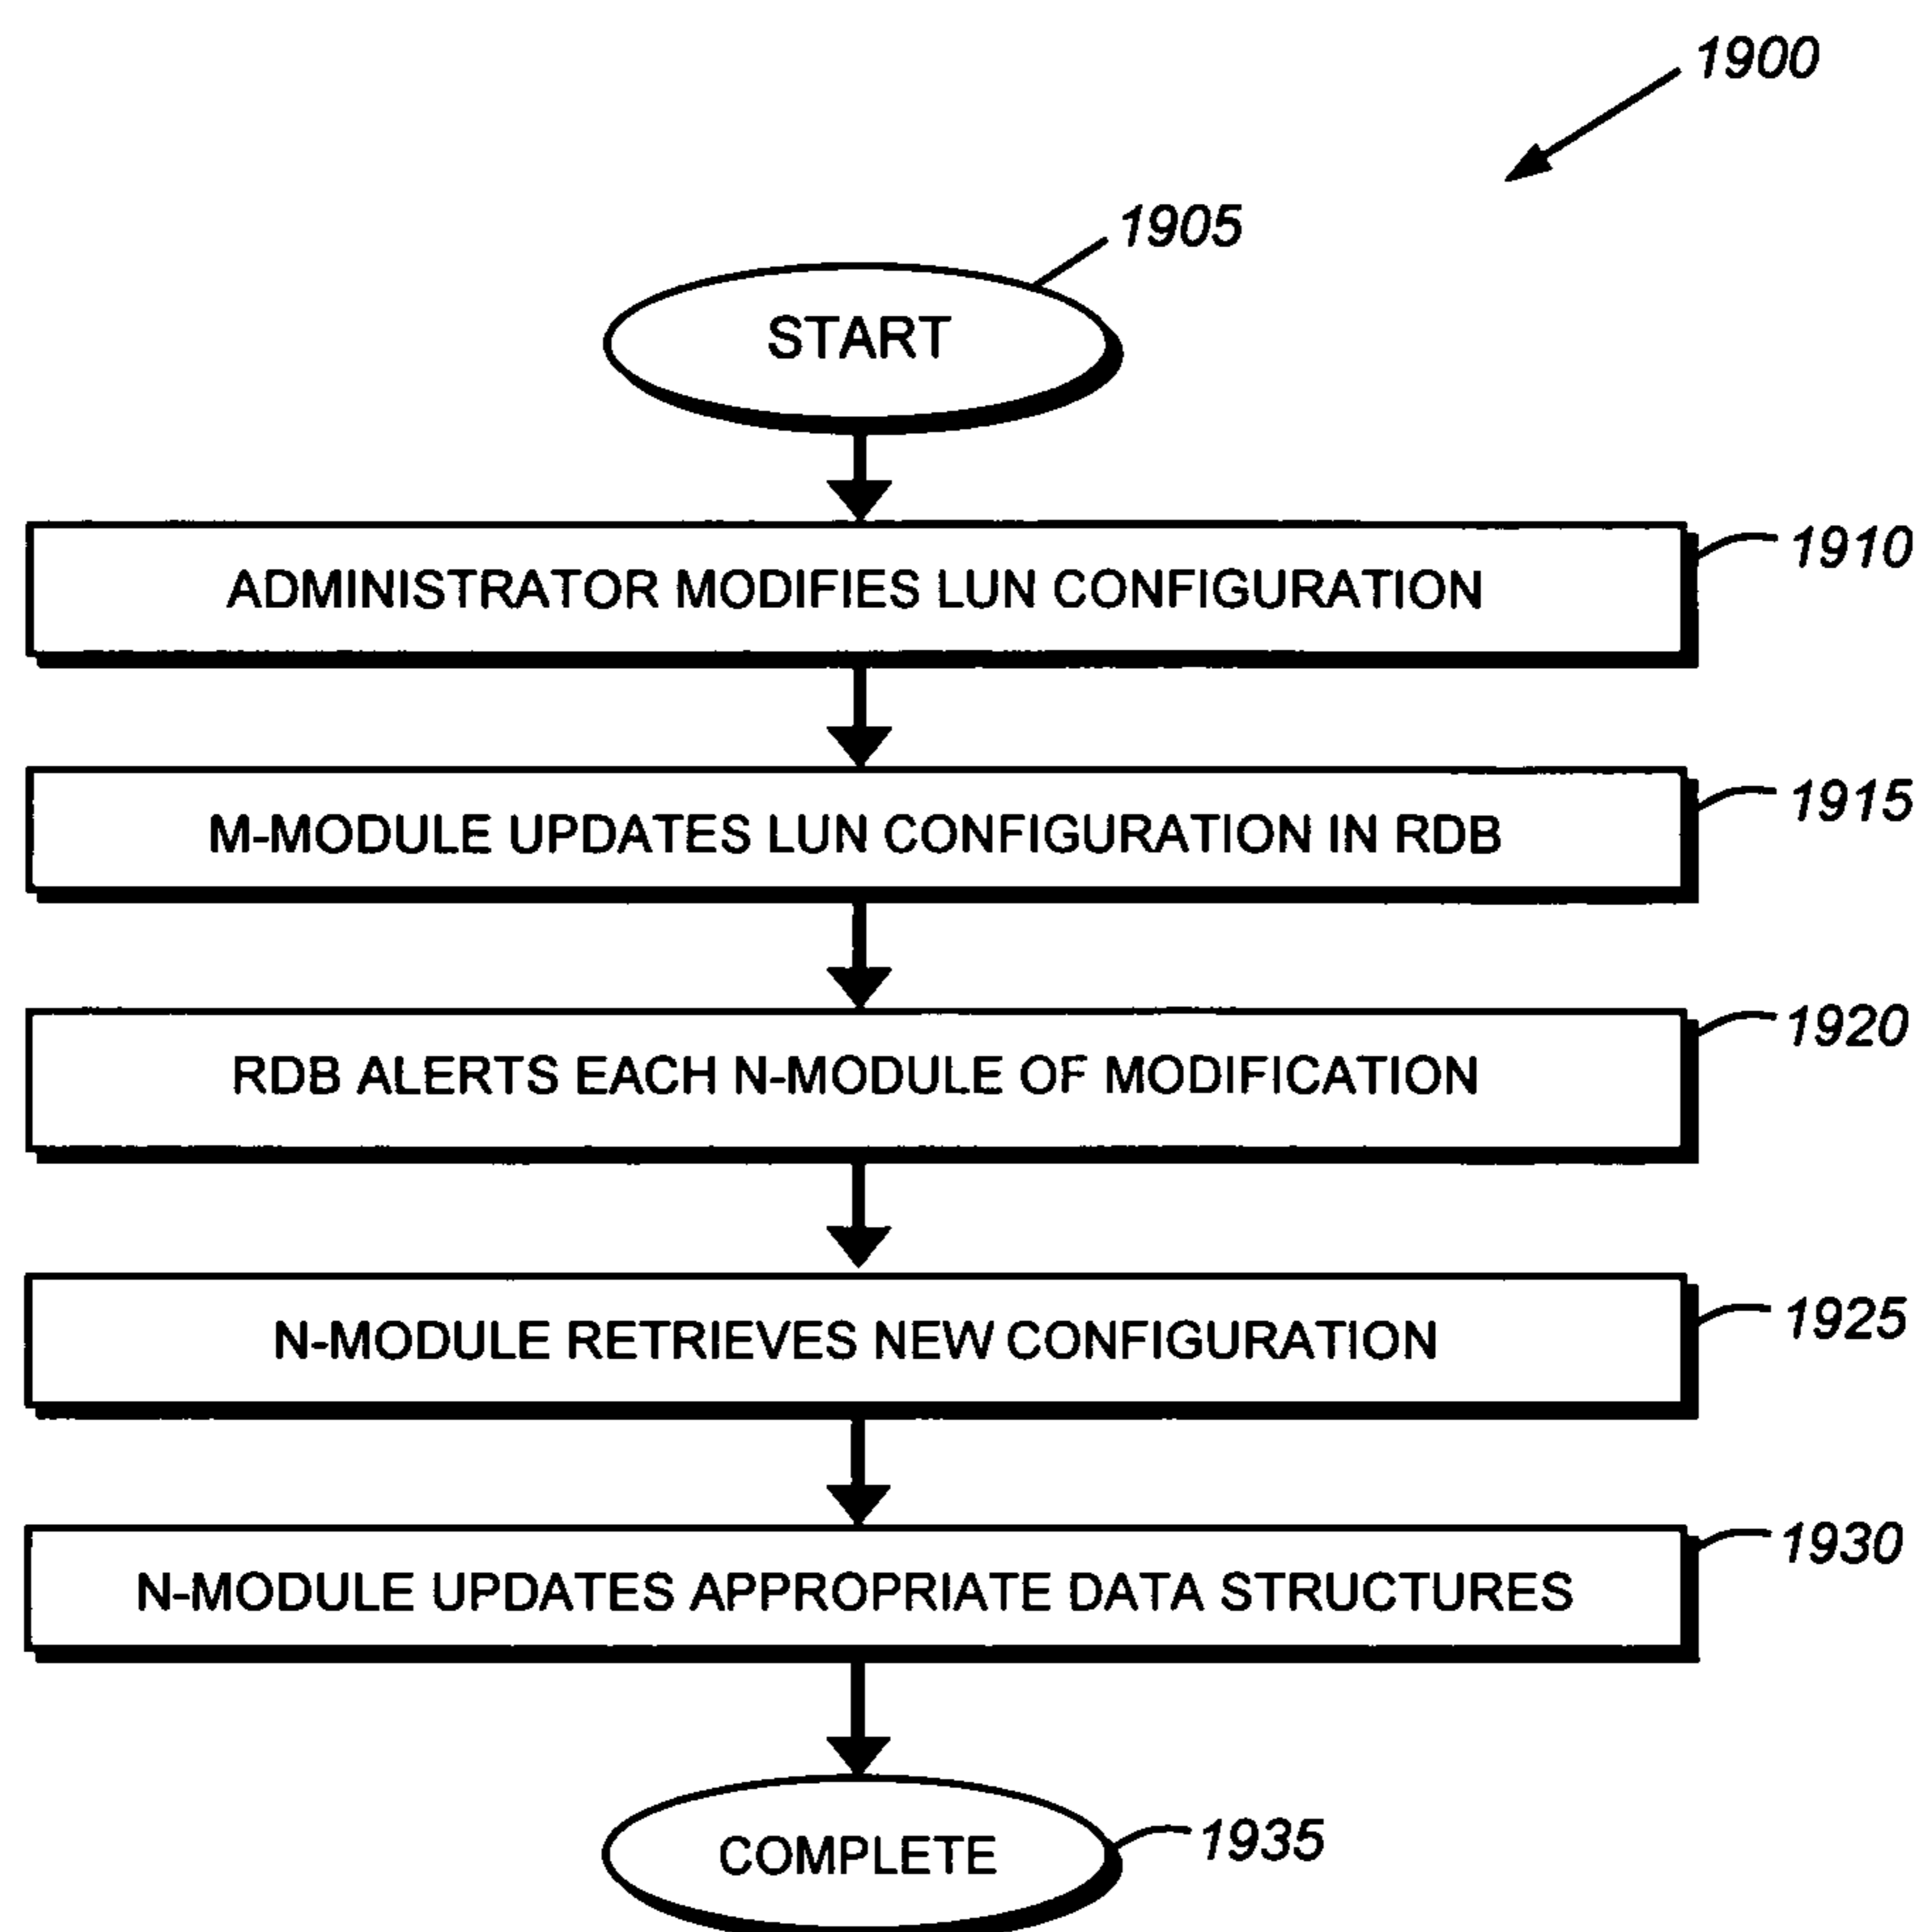 1900
1905
START
ADMINISTRATOR MODIFIES LUN CONFIGURATION
1910
M-MODULE UPDATES LUN CONFIGURATION IN RDB
1915
RDB ALERTS EACH N-MODULE OF MODIFICATION
1920
N-MODULE RETRIEVES NEW CONFIGURATION
1925
N-MODULE UPDATES APPROPRIATE DATA STRUCTURES
1930
COMPLETE
1935